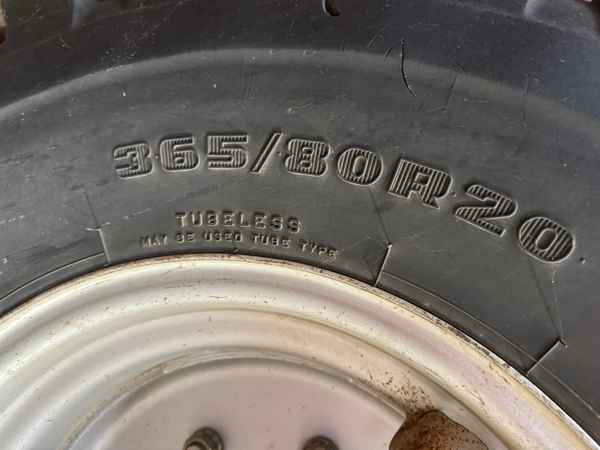 365/80R20
TUBELESS
MAY BE USED TUBE TYPE